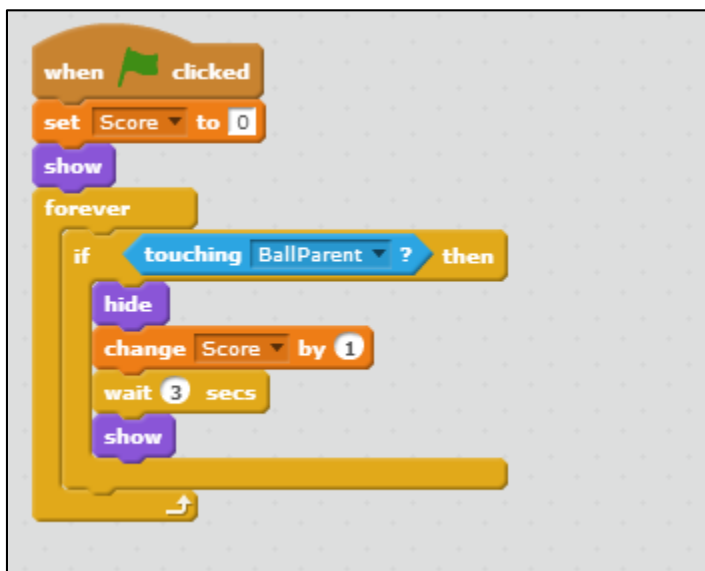 when clicked
set Score to 0
show
forever
if touching BallParent ? then
hide
change Score by 1
wait 3 secs
show